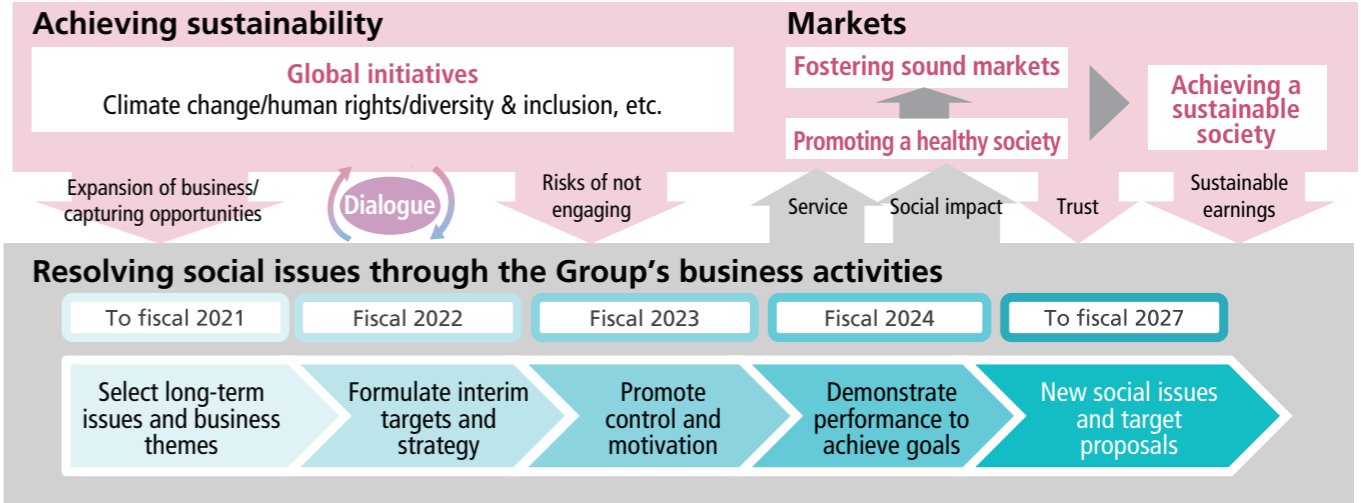 Achieving sustainability
Global initiatives
Climate change/human rights/diversity & inclusion, etc.
Markets
Fostering sound markets
Promoting a healthy society
Achieving a
sustainable
society
Expansion of business/
capturing opportunities
Dialogue
Risks of not
engaging
Service
Social impact
Trust
Sustainable
earnings
Resolving social issues through the Group's business activities
To fiscal 2021
Fiscal 2022
Fiscal 2023
Fiscal 2024
To fiscal 2027
Select long-term
issues and business
themes
Formulate interim
targets and
strategy
Promote
control and
motivation
Demonstrate
performance to
achieve goals
New social issues
and target
proposals